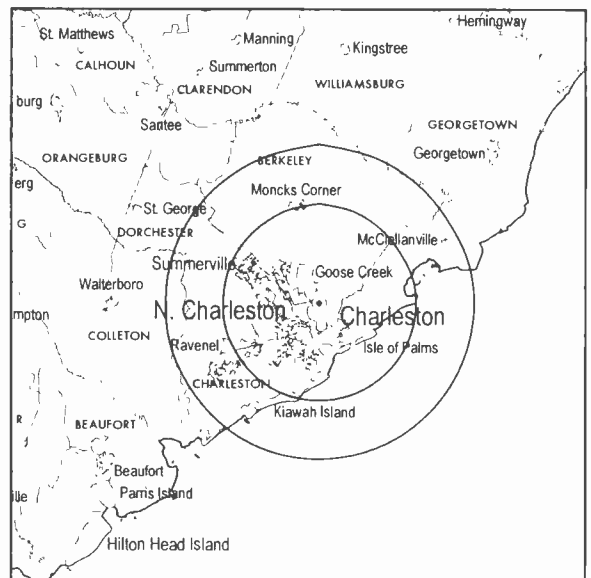 Hemingway
St. Matthews
Manning
Kingstree
CALHOUN
Summerton
WILLIAMSBURG
CLARENDON
burg
Santee
GEORGETOWN
ORANGEBURG
BERKELEY
Georgetown
erg
Moncks Corner
St. George
G
DORCHESTER
McClellanville
Summerville
Goose Creek
Walterboro
N. Charleston
Charleston
mpton
COLLETON
Ravenel
Isle of Palms
CHARLESTON
Kiawah Island
R
BEAUFORT
Beaufort
Parris Island
ille
Hilton Head Island